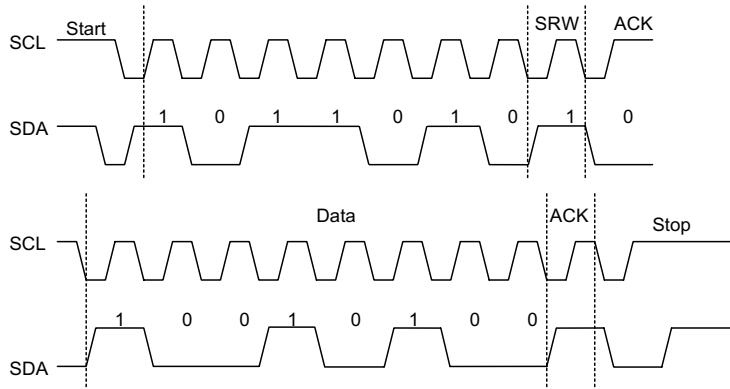 Start SRW ACK
SCL
1 0 1 1 0 1 0 1 0
SDA
Data ACK Stop
SCL
1 0 0 1 0 1 0 0
SDA